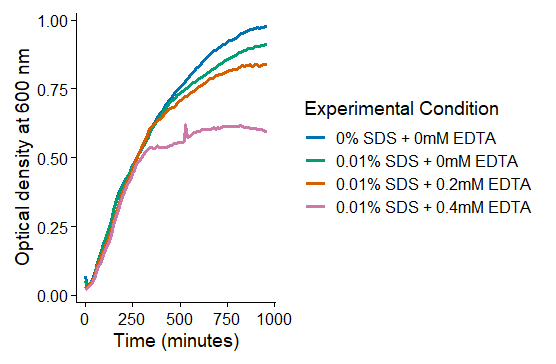 Optical density at 600 nm
1.00
0.75
0.50
0.25
0.00
0
250
500
750
1000
Time (minutes)
Experimental Condition
0% SDS + 0mM EDTA
0.01% SDS + 0mM EDTA
0.01% SDS + 0.2mM EDTA
0.01% SDS + 0.4mM EDTA